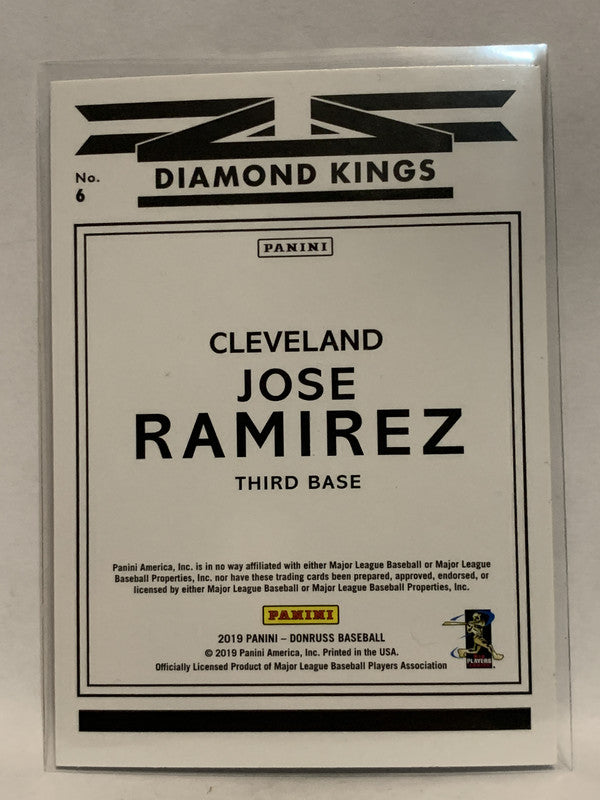 No.
6
DIAMOND KINGS
PANINI
CLEVELAND
JOSE
RAMIREZ
THIRD BASE
Panini America, Inc. is in no way affiliated with either Major League Baseball or Major League
Baseball Properties, Inc. nor have these trading cards been prepared, approved, endorsed, or
licensed by either Major League Baseball or Major League Baseball Properties, Inc.
PANINI
2019 PANINI – DONRUSS BASEBALL
© 2019 Panini America, Inc. Printed in the USA.
Officially Licensed Product of Major League Baseball Players Association
PLAYERS